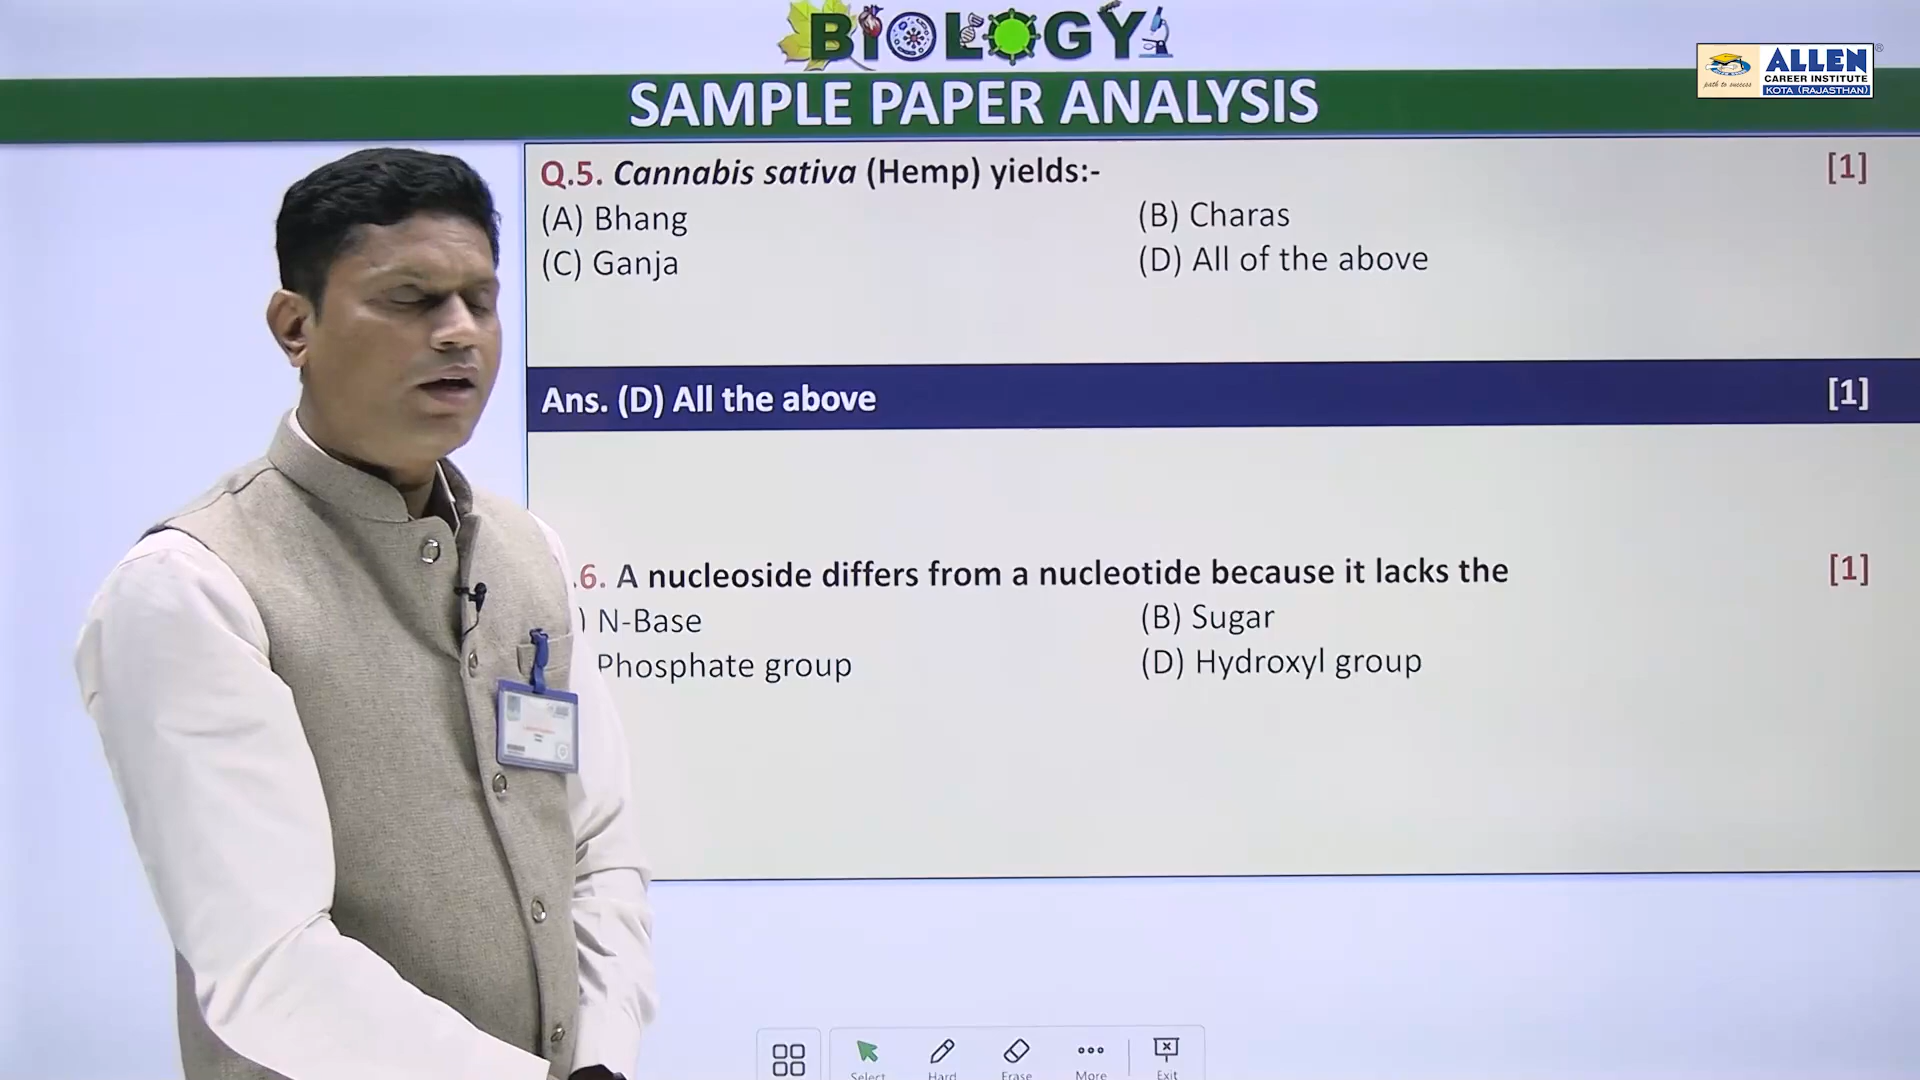 BIOLOGY
ALLEN
CAREER INSTITUTE
KOTA (RAJASTHAN)
path to success
SAMPLE PAPER ANALYSIS
Q.5. Cannabis sativa (Hemp) yields:- [1]
(A) Bhang (B) Charas
(C) Ganja (D) All of the above
Ans. (D) All the above [1]
.6. A nucleoside differs from a nucleotide because it lacks the [1]
) N-Base (B) Sugar
Phosphate group (D) Hydroxyl group
Select Hard Erase More Exit